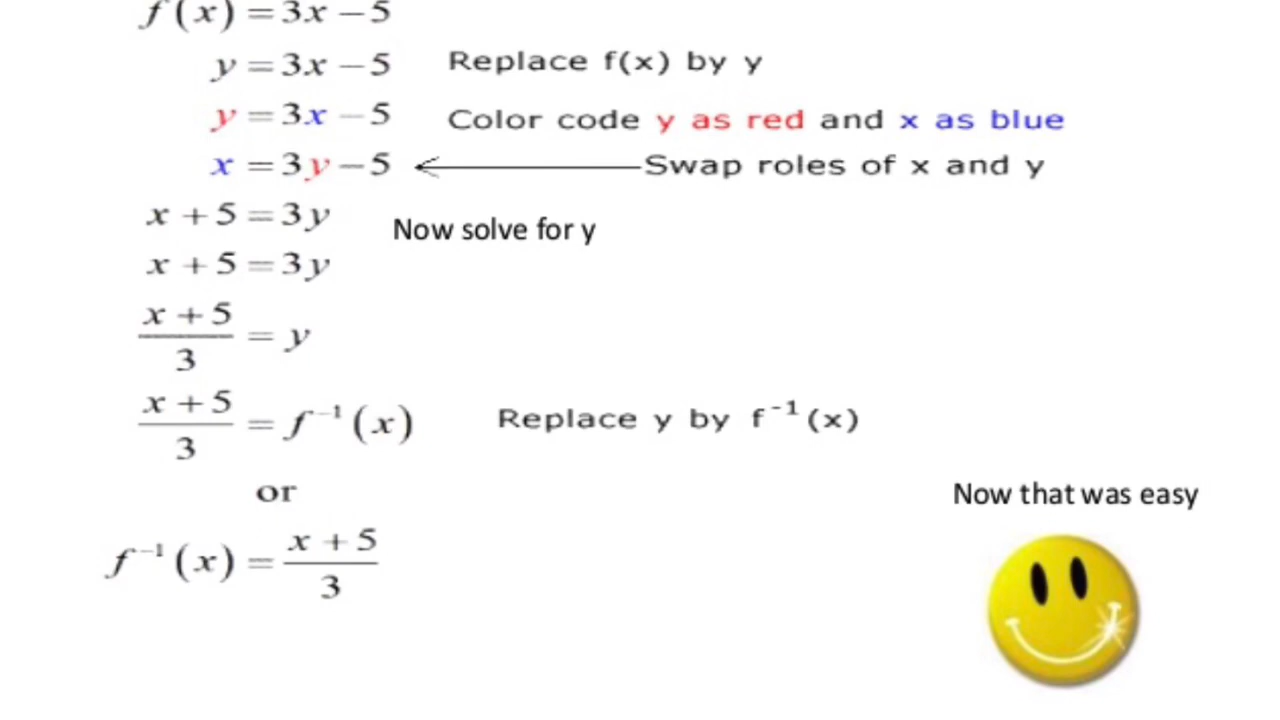 f(x) = 3x − 5
y = 3x − 5 Replace f(x) by y
y = 3x − 5 Color code y as red and x as blue
x = 3y − 5 ← Swap roles of x and y
x + 5 = 3y Now solve for y
x + 5 = 3y
(x + 5)/3 = y
(x + 5)/3 = f⁻¹(x) Replace y by f⁻¹(x)
or
Now that was easy
f⁻¹(x) = (x + 5)/3